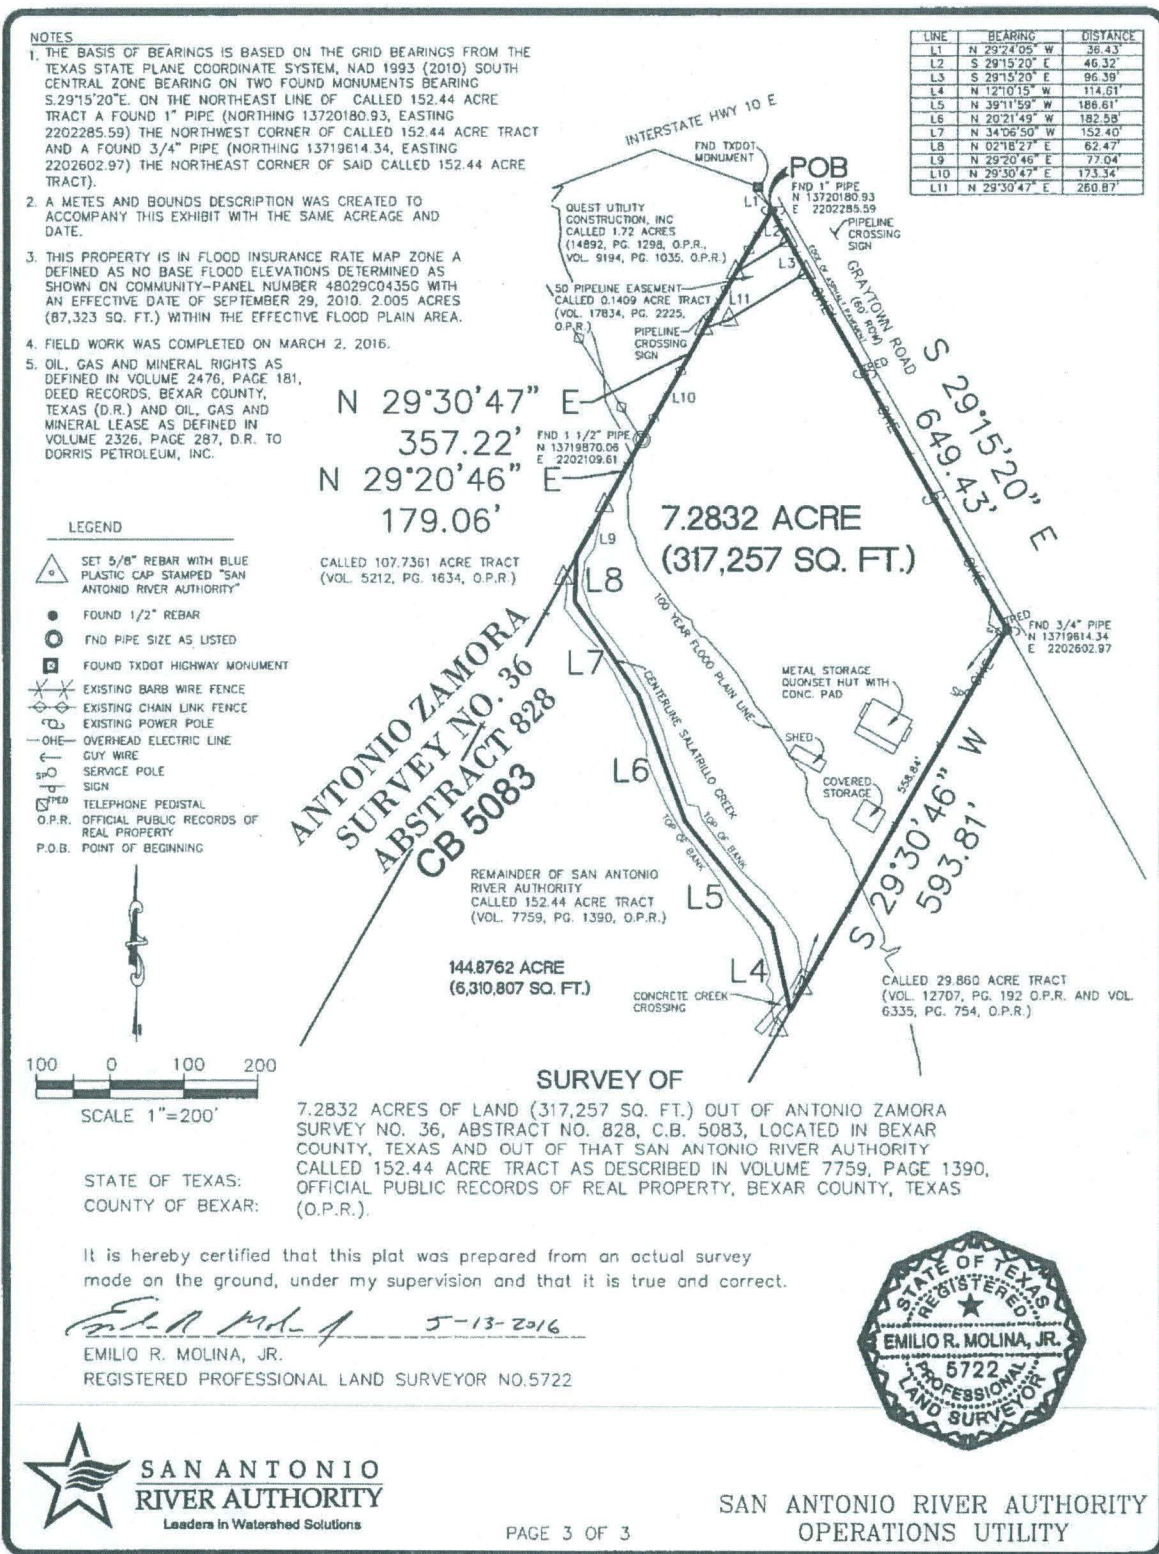 NOTES
1. THE BASIS OF BEARINGS IS BASED ON THE GRID BEARINGS FROM THE
TEXAS STATE PLANE COORDINATE SYSTEM, NAD 1993 (2010) SOUTH
CENTRAL ZONE BEARING ON TWO FOUND MONUMENTS BEARING
S.29°15'20"E. ON THE NORTHEAST LINE OF CALLED 152.44 ACRE
TRACT A FOUND 1" PIPE (NORTHING 13720180.93, EASTING
2202285.59) THE NORTHWEST CORNER OF CALLED 152.44 ACRE TRACT
AND A FOUND 3/4" PIPE (NORTHING 13719614.34, EASTING
2202602.97) THE NORTHEAST CORNER OF SAID CALLED 152.44 ACRE
TRACT).
2. A METES AND BOUNDS DESCRIPTION WAS CREATED TO
ACCOMPANY THIS EXHIBIT WITH THE SAME ACREAGE AND
DATE.
3. THIS PROPERTY IS IN FLOOD INSURANCE RATE MAP ZONE A
DEFINED AS NO BASE FLOOD ELEVATIONS DETERMINED AS
SHOWN ON COMMUNITY-PANEL NUMBER 48029C0435G WITH
AN EFFECTIVE DATE OF SEPTEMBER 29, 2010. 2.005 ACRES
(87,323 SQ. FT.) WITHIN THE EFFECTIVE FLOOD PLAIN AREA.
4. FIELD WORK WAS COMPLETED ON MARCH 2, 2016.
5. OIL, GAS AND MINERAL RIGHTS AS
DEFINED IN VOLUME 2476, PAGE 181,
DEED RECORDS, BEXAR COUNTY,
TEXAS (D.R.) AND OIL, GAS AND
MINERAL LEASE AS DEFINED IN
VOLUME 2326, PAGE 287, D.R. TO
DORRIS PETROLEUM, INC.
LINE BEARING DISTANCE
L1 N 29°24'05" W 36.43'
L2 S 29°15'20" E 46.32'
L3 S 29°15'20" E 96.39'
L4 N 12°10'15" W 114.61'
L5 N 39°11'59" W 186.61'
L6 N 20°21'49" W 182.58'
L7 N 34°06'50" W 152.40'
L8 N 02°18'27" E 62.47'
L9 N 29°20'46" E 77.04'
L10 N 29°30'47" E 173.34'
L11 N 29°30'47" E 260.87'
INTERSTATE HWY 10 E
FND TXDOT
MONUMENT
POB
L1
FND 1" PIPE
N 13720180.93
E 2202285.59
PIPELINE
CROSSING
SIGN
QUEST UTILITY
CONSTRUCTION, INC
CALLED 1.72 ACRES
(14892, PG. 1298, O.P.R.,
VOL. 9194, PG. 1035, O.P.R.)
L2
L3
50 PIPELINE EASEMENT
CALLED 0.1409 ACRE TRACT
(VOL. 17834, PG. 2225,
O.P.R.)
L11
PIPELINE
CROSSING
SIGN
EDGE OF ASPHALT PAVEMENT
GRAYTOWN ROAD
(60' ROW)
OHE
TPED
OHE
OHE
OHE
S 29°15'20" E
649.43'
L10
N 29°30'47" E
357.22'
FND 1 1/2" PIPE
N 13719870.06
E 2202109.61
N 29°20'46" E
179.06'
7.2832 ACRE
(317,257 SQ. FT.)
L9
CALLED 107.7361 ACRE TRACT
(VOL. 5212, PG. 1634, O.P.R.)
L8
100 YEAR FLOOD PLAIN LINE
TPED
FND 3/4" PIPE
N 13719614.34
E 2202602.97
LEGEND
SET 5/8" REBAR WITH BLUE
PLASTIC CAP STAMPED "SAN
ANTONIO RIVER AUTHORITY"
FOUND 1/2" REBAR
FND PIPE SIZE AS LISTED
FOUND TXDOT HIGHWAY MONUMENT
EXISTING BARB WIRE FENCE
EXISTING CHAIN LINK FENCE
EXISTING POWER POLE
OHE OVERHEAD ELECTRIC LINE
GUY WIRE
SP SERVICE POLE
SIGN
TPED TELEPHONE PEDISTAL
O.P.R. OFFICIAL PUBLIC RECORDS OF
REAL PROPERTY
P.O.B. POINT OF BEGINNING
ANTONIO ZAMORA
SURVEY NO. 36
ABSTRACT 828
CB 5083
L7
CENTERLINE SALATRILLO CREEK
METAL STORAGE
QUONSET HUT WITH
CONC. PAD
OHE
SHED
L6
COVERED
STORAGE
558.84'
S 29°30'46" W
593.81'
TOP OF BANK
TOP OF BANK
REMAINDER OF SAN ANTONIO
RIVER AUTHORITY
CALLED 152.44 ACRE TRACT
(VOL. 7759, PG. 1390, O.P.R.)
L5
144.8762 ACRE
(6,310,807 SQ. FT.)
L4
CONCRETE CREEK
CROSSING
CALLED 29.860 ACRE TRACT
(VOL. 12707, PG. 192 O.P.R. AND VOL.
6335, PG. 754, O.P.R.)
100 0 100 200
SCALE 1"=200'
SURVEY OF
7.2832 ACRES OF LAND (317,257 SQ. FT.) OUT OF ANTONIO ZAMORA
SURVEY NO. 36, ABSTRACT NO. 828, C.B. 5083, LOCATED IN BEXAR
COUNTY, TEXAS AND OUT OF THAT SAN ANTONIO RIVER AUTHORITY
CALLED 152.44 ACRE TRACT AS DESCRIBED IN VOLUME 7759, PAGE 1390,
OFFICIAL PUBLIC RECORDS OF REAL PROPERTY, BEXAR COUNTY, TEXAS
(O.P.R.).
STATE OF TEXAS:
COUNTY OF BEXAR:
It is hereby certified that this plat was prepared from an actual survey
made on the ground, under my supervision and that it is true and correct.
5-13-2016
EMILIO R. MOLINA, JR.
REGISTERED PROFESSIONAL LAND SURVEYOR NO.5722
STATE OF TEXAS
REGISTERED
EMILIO R. MOLINA, JR.
5722
PROFESSIONAL
LAND SURVEYOR
SAN ANTONIO
RIVER AUTHORITY
Leaders in Watershed Solutions
PAGE 3 OF 3
SAN ANTONIO RIVER AUTHORITY
OPERATIONS UTILITY